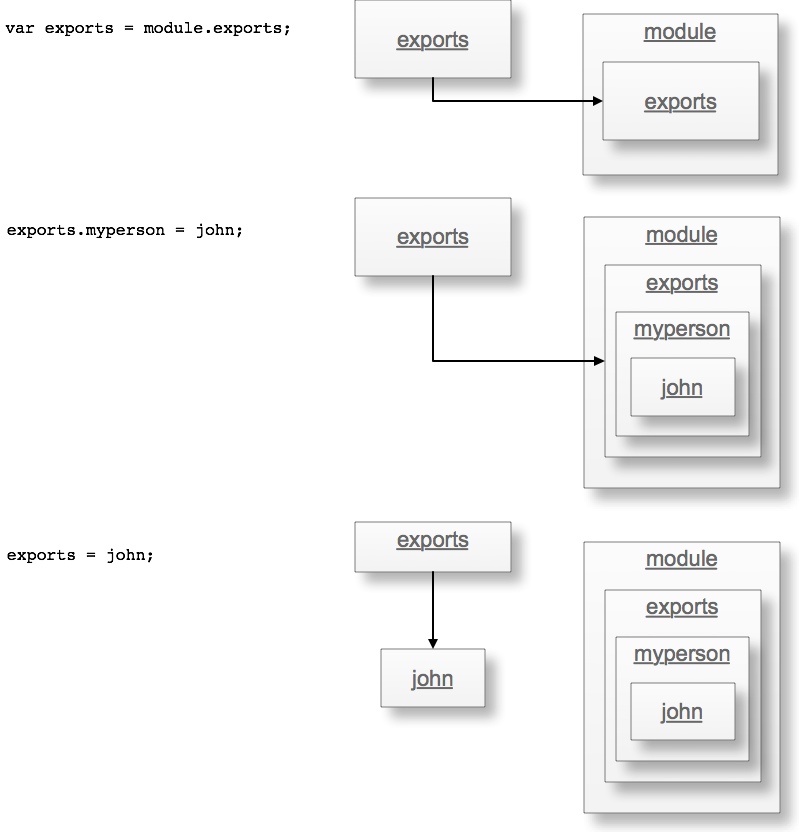 var exports = module.exports;
exports
module
exports
exports.myperson = john;
exports
module
exports
myperson
john
exports = john;
exports
john
module
exports
myperson
john